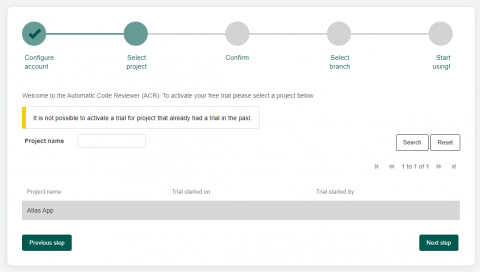 Configure account
Select project
Confirm
Select branch
Start using!
Welcome to the Automatic Code Reviewer (ACR). To activate your free trial please select a project below.
It is not possible to activate a trial for project that already had a trial in the past.
Project name
Search Reset
1 to 1 of 1
Project name Trial started on Trial started by
Atlas App
Previous step Next step